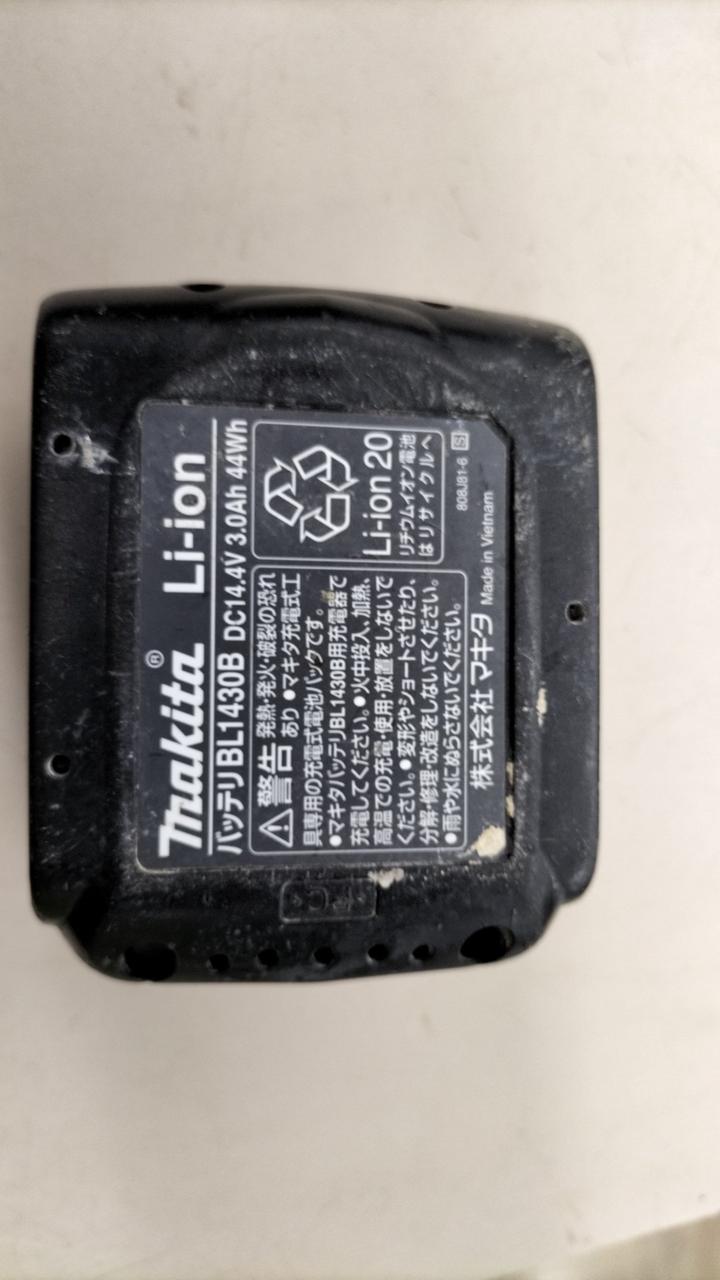 makita® Li-ion
バッテリ BL1430B DC14.4V 3.0Ah 44Wh
警告 発熱・発火・破裂の恐れ
あり ●マキタ充電式工
具専用の充電式電池パックです。
●マキタバッテリBL1430B用充電器で
充電してください。●火中投入、加熱、
高温での充電・使用・放置をしないで
ください。●変形やショートさせたり、
分解・修理・改造をしないでください。
●雨や水にぬらさないでください。
Li-ion 20
リチウムイオン電池
はリサイクルへ
808J81-6 S
株式会社マキタ Made in Vietnam